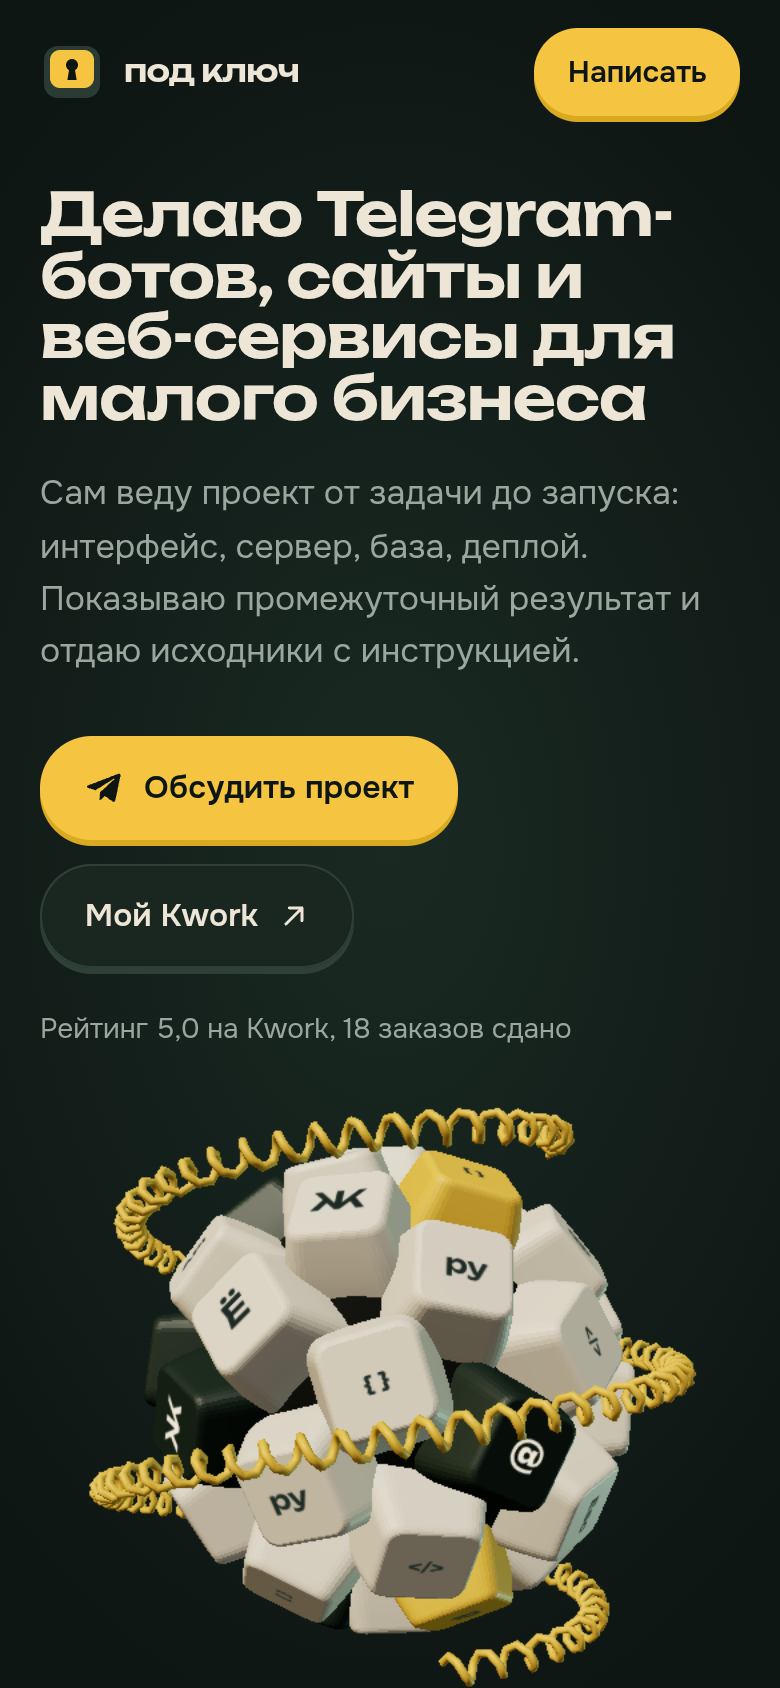 под ключ
Написать
Делаю Telegram-
ботов, сайты и
веб-сервисы для
малого бизнеса
Сам веду проект от задачи до запуска:
интерфейс, сервер, база, деплой.
Показываю промежуточный результат и
отдаю исходники с инструкцией.
Обсудить проект
Мой Kwork
Рейтинг 5,0 на Kwork, 18 заказов сдано
ру
Ё
{}
@
ру
</>